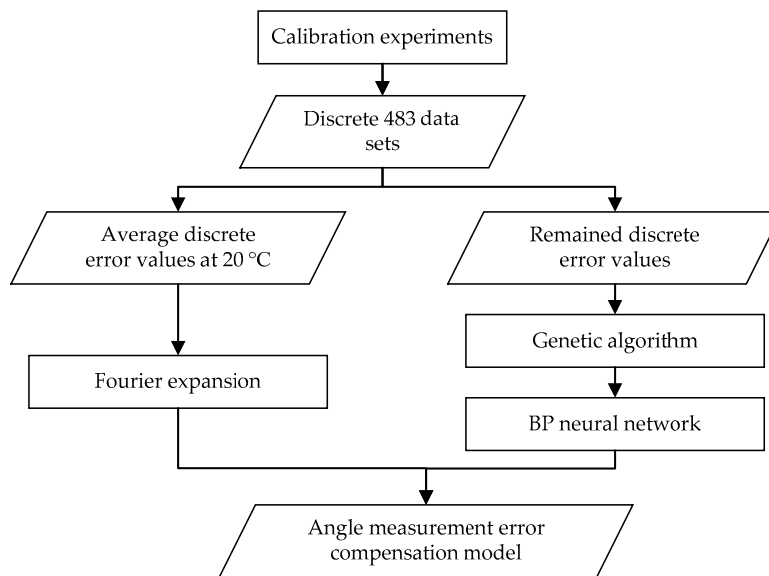 Calibration experiments
Discrete 483 data
sets
Average discrete
error values at 20 °C
Remained discrete
error values
Genetic algorithm
Fourier expansion
BP neural network
Angle measurement error
compensation model